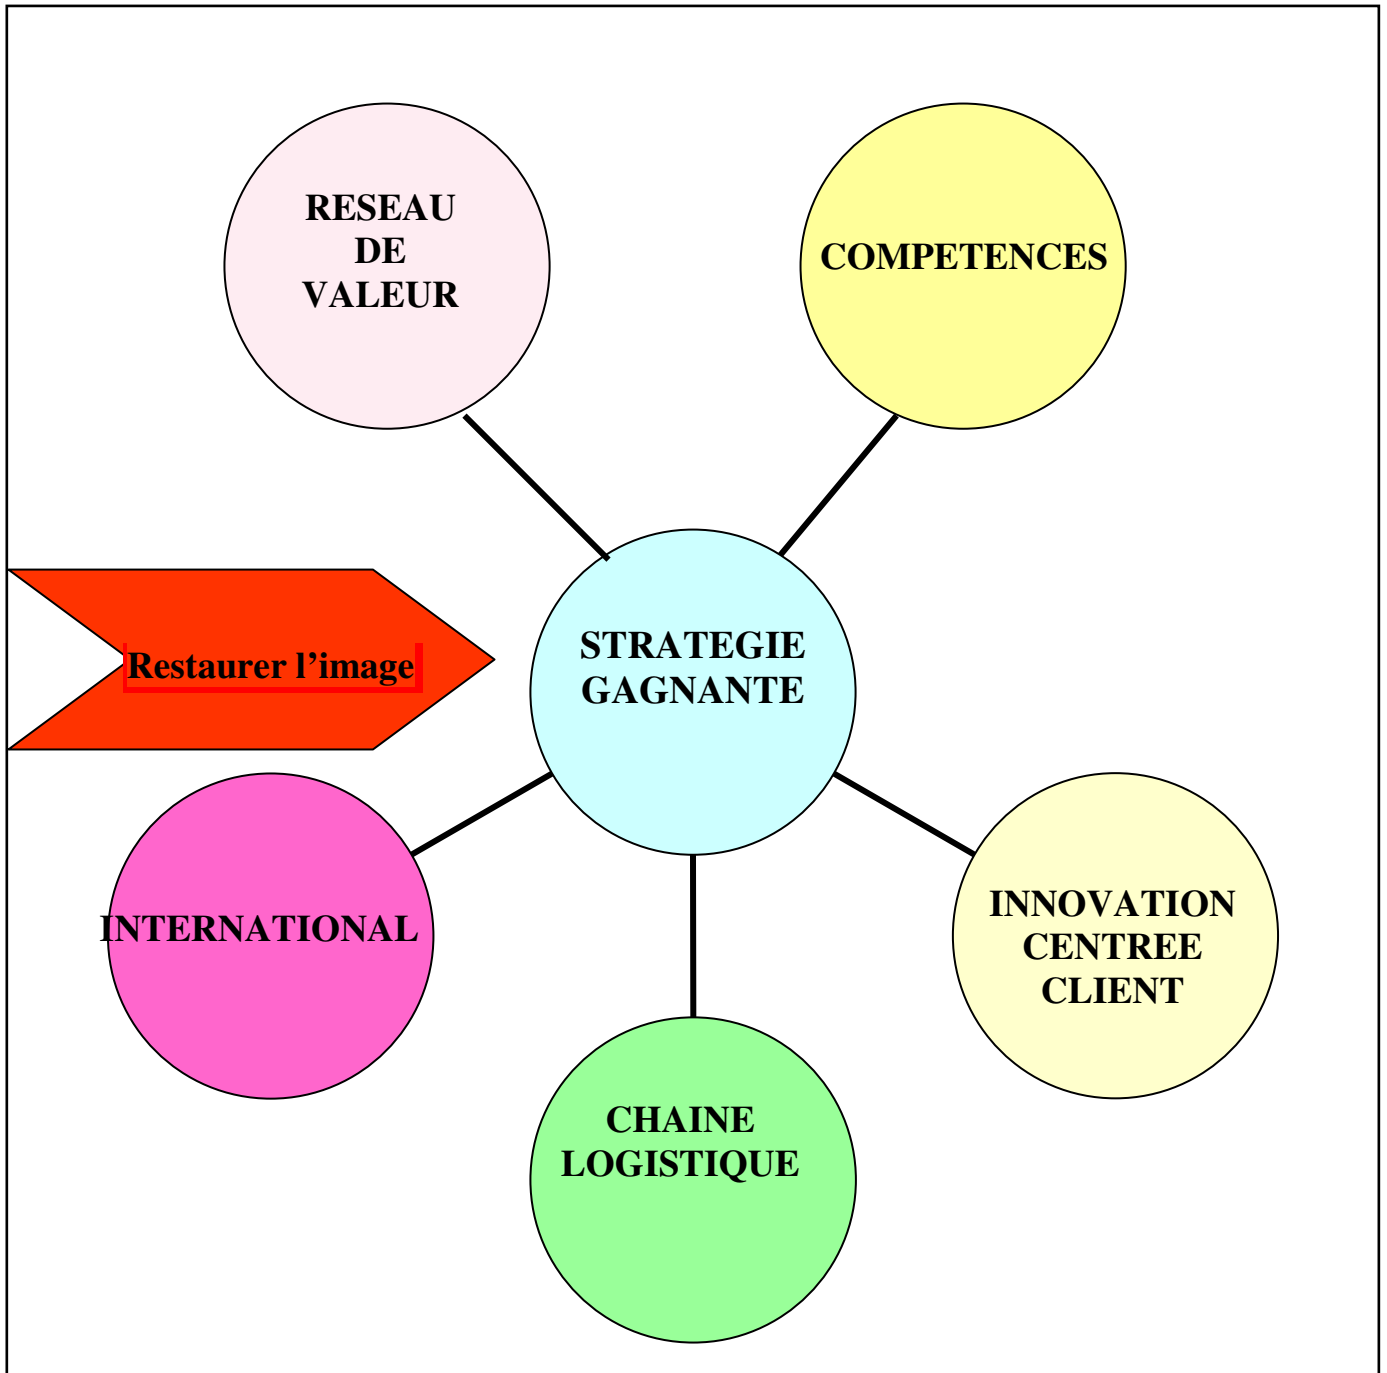 RESEAU
DE
VALEUR
COMPETENCES
Restaurer l’image
STRATEGIE
GAGNANTE
INTERNATIONAL
INNOVATION
CENTREE
CLIENT
CHAINE
LOGISTIQUE